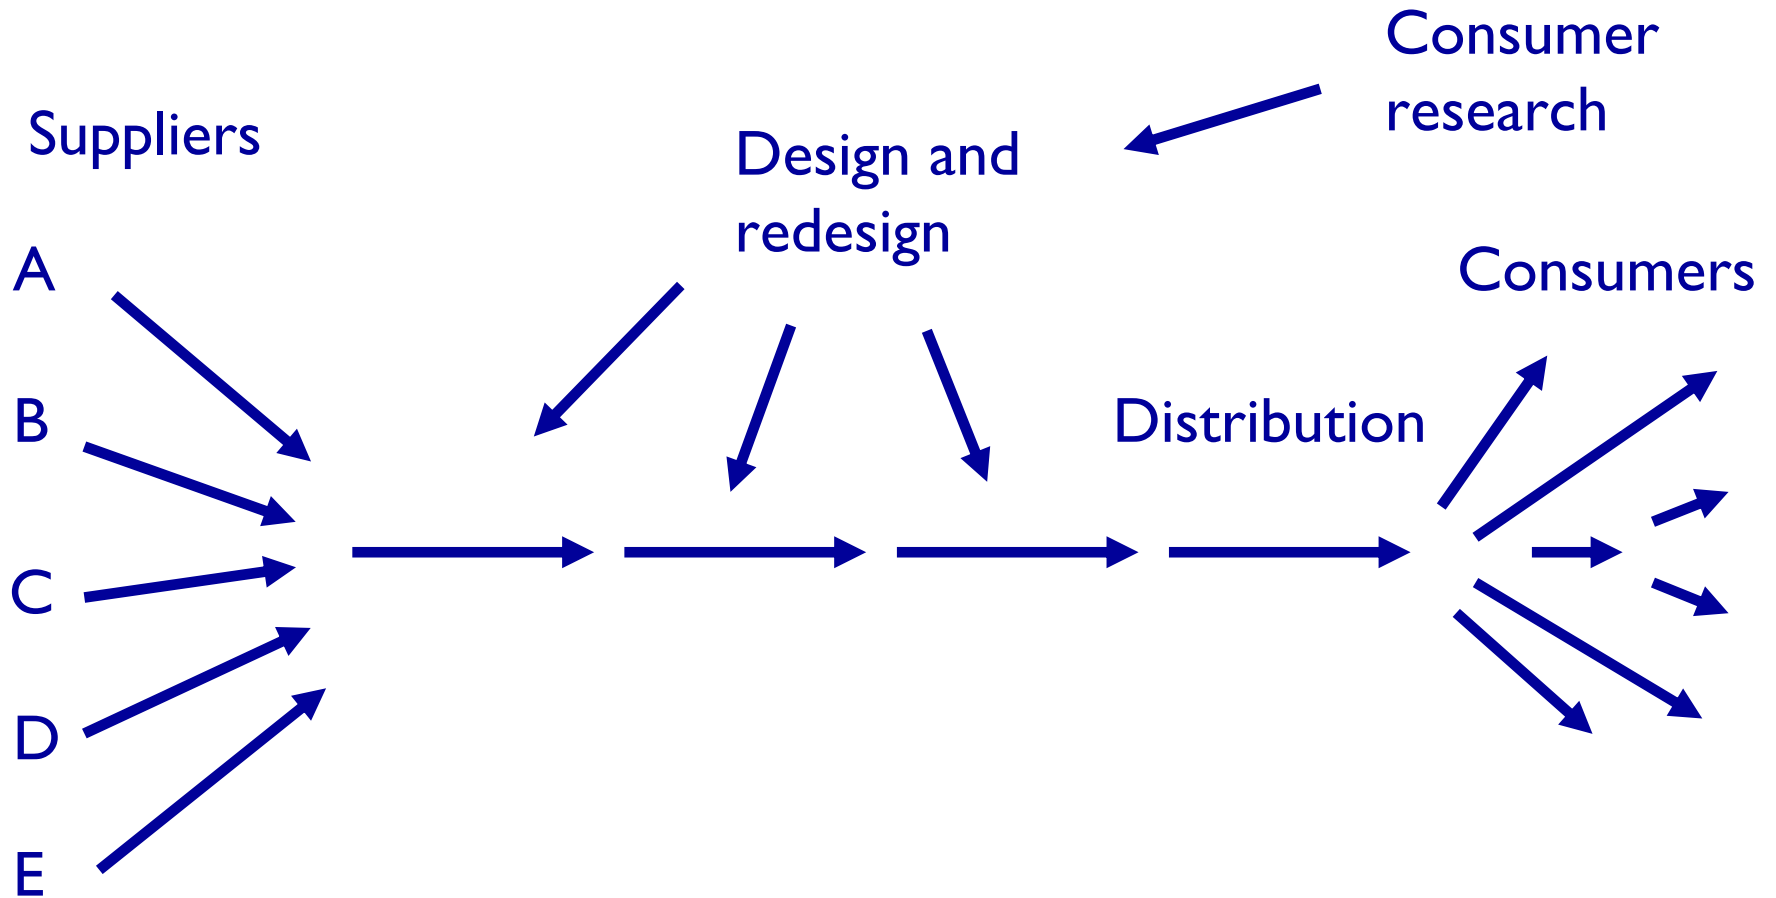 Consumer
research
Suppliers
Design and
redesign
A
Consumers
B
Distribution
C
D
E